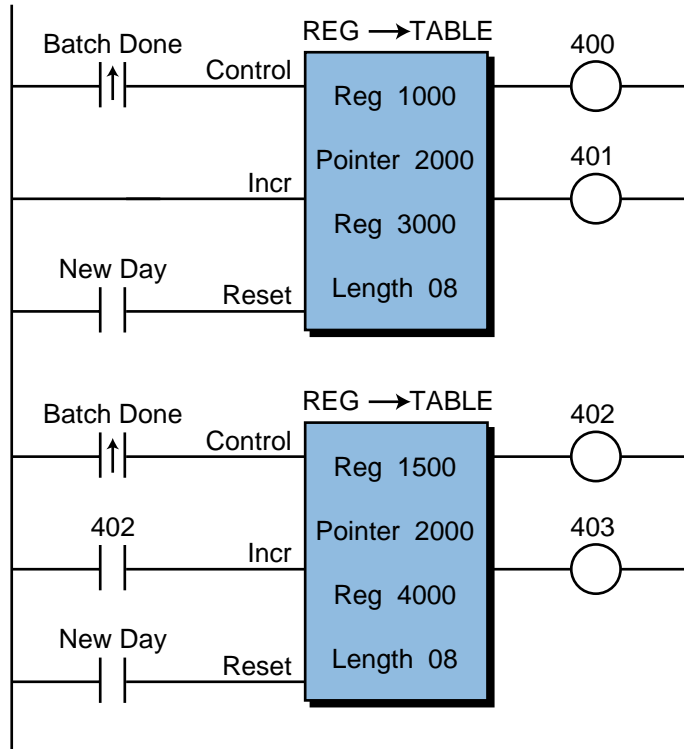 REG → TABLE
Batch Done
400
Control
Reg 1000
Pointer 2000
401
Incr
Reg 3000
New Day
Reset
Length 08
REG → TABLE
Batch Done
402
Control
Reg 1500
402
Pointer 2000
403
Incr
Reg 4000
New Day
Reset
Length 08